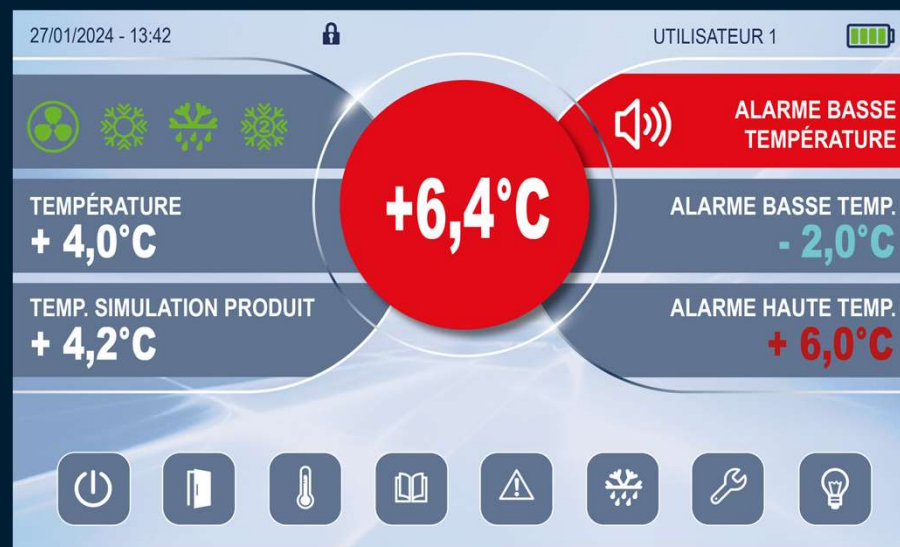 27/01/2024 - 13:42
UTILISATEUR 1
2
ALARME BASSE
TEMPÉRATURE
+6,4°C
TEMPÉRATURE
+ 4,0°C
ALARME BASSE TEMP.
- 2,0°C
TEMP. SIMULATION PRODUIT
+ 4,2°C
ALARME HAUTE TEMP.
+ 6,0°C